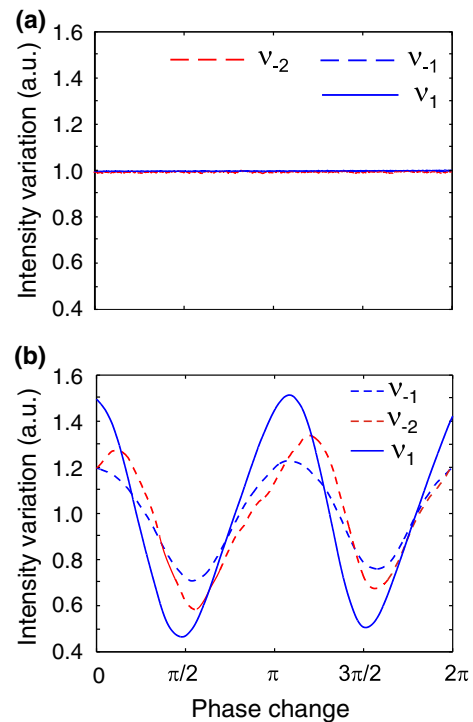 (a)
1.6
1.4
1.2
1.0
0.8
0.6
0.4
Intensity variation (a.u.)
ν-2
ν-1
ν1
(b)
1.6
1.4
1.2
1.0
0.8
0.6
0.4
Intensity variation (a.u.)
ν-1
ν-2
ν1
0 π/2 π 3π/2 2π
Phase change